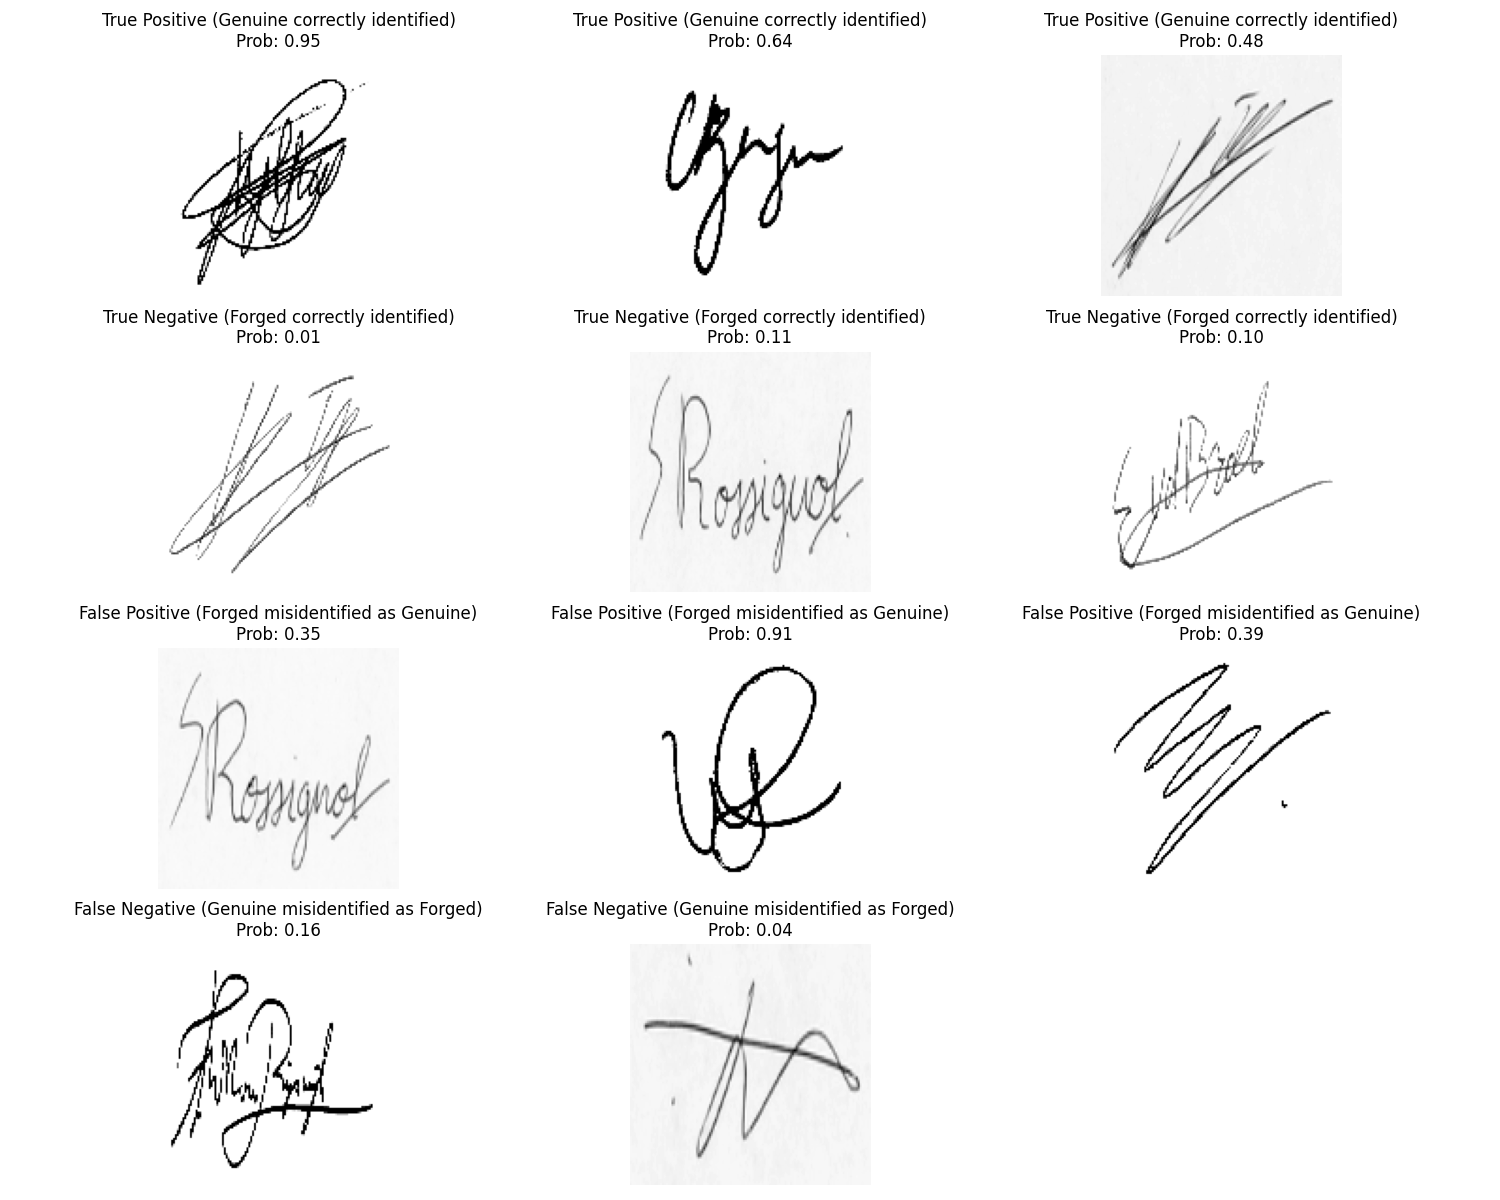 True Positive (Genuine correctly identified)
Prob: 0.95
True Positive (Genuine correctly identified)
Prob: 0.64
True Positive (Genuine correctly identified)
Prob: 0.48
True Negative (Forged correctly identified)
Prob: 0.01
True Negative (Forged correctly identified)
Prob: 0.11
SRossignol
True Negative (Forged correctly identified)
Prob: 0.10
False Positive (Forged misidentified as Genuine)
Prob: 0.35
SRossignol
False Positive (Forged misidentified as Genuine)
Prob: 0.91
False Positive (Forged misidentified as Genuine)
Prob: 0.39
False Negative (Genuine misidentified as Forged)
Prob: 0.16
False Negative (Genuine misidentified as Forged)
Prob: 0.04